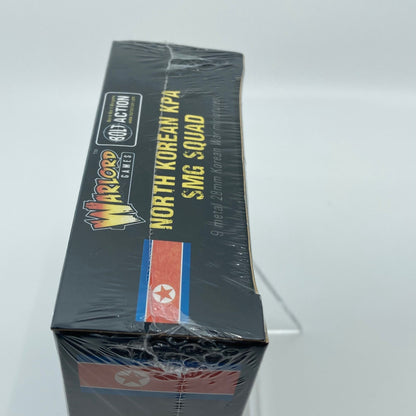 WARLORD
GAMES
BOLT ACTION
NORTH KOREAN KPA
SMG SQUAD
9 metal 28mm Korean War miniatures